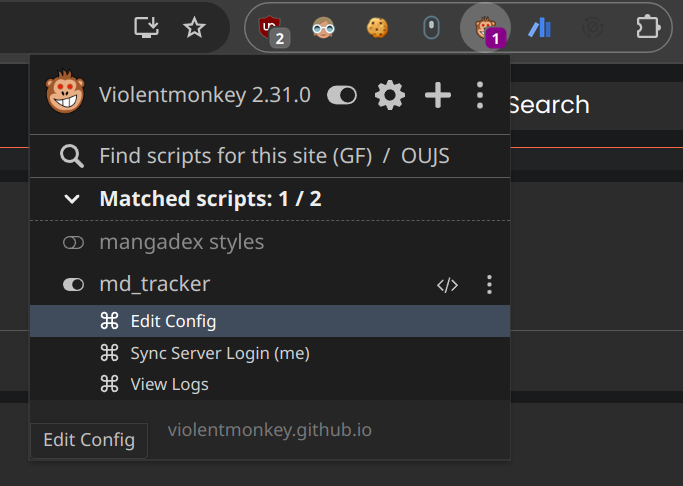 2
1
Violentmonkey 2.31.0
Search
Find scripts for this site (GF) / OUJS
Matched scripts: 1 / 2
mangadex styles
md_tracker
</>
Edit Config
Sync Server Login (me)
View Logs
violentmonkey.github.io
Edit Config